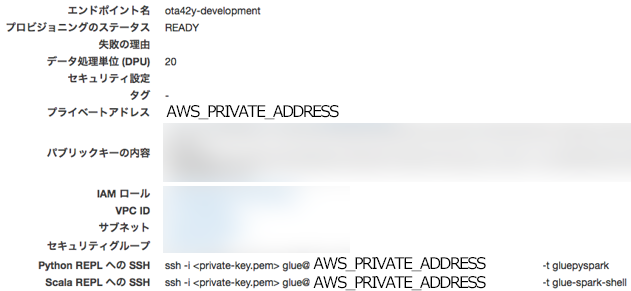 エンドポイント名 ota42y-development
プロビジョニングのステータス READY
失敗の理由
データ処理単位 (DPU) 20
セキュリティ設定
タグ -
プライベートアドレス AWS_PRIVATE_ADDRESS
パブリックキーの内容
IAM ロール
VPC ID
サブネット
セキュリティグループ
Python REPL への SSH ssh -i <private-key.pem> glue@ AWS_PRIVATE_ADDRESS -t gluepyspark
Scala REPL への SSH ssh -i <private-key.pem> glue@ AWS_PRIVATE_ADDRESS -t glue-spark-shell